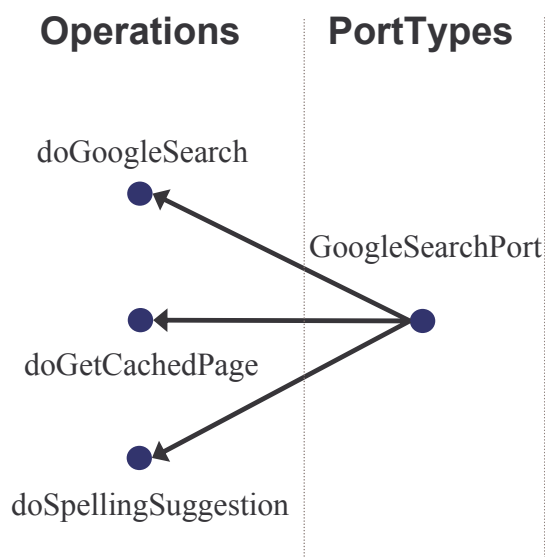 Operations
PortTypes
doGoogleSearch
GoogleSearchPort
doGetCachedPage
doSpellingSuggestion